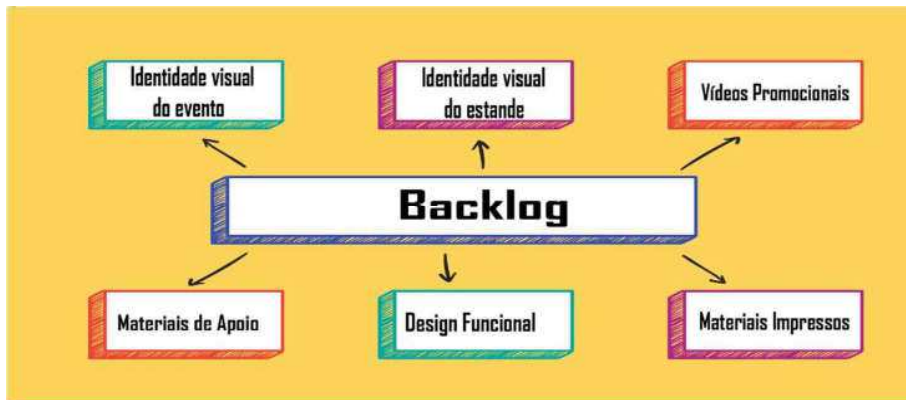 Identidade visual
do evento
Identidade visual
do estande
Vídeos Promocionais
Backlog
Materiais de Apoio
Design Funcional
Materiais Impressos